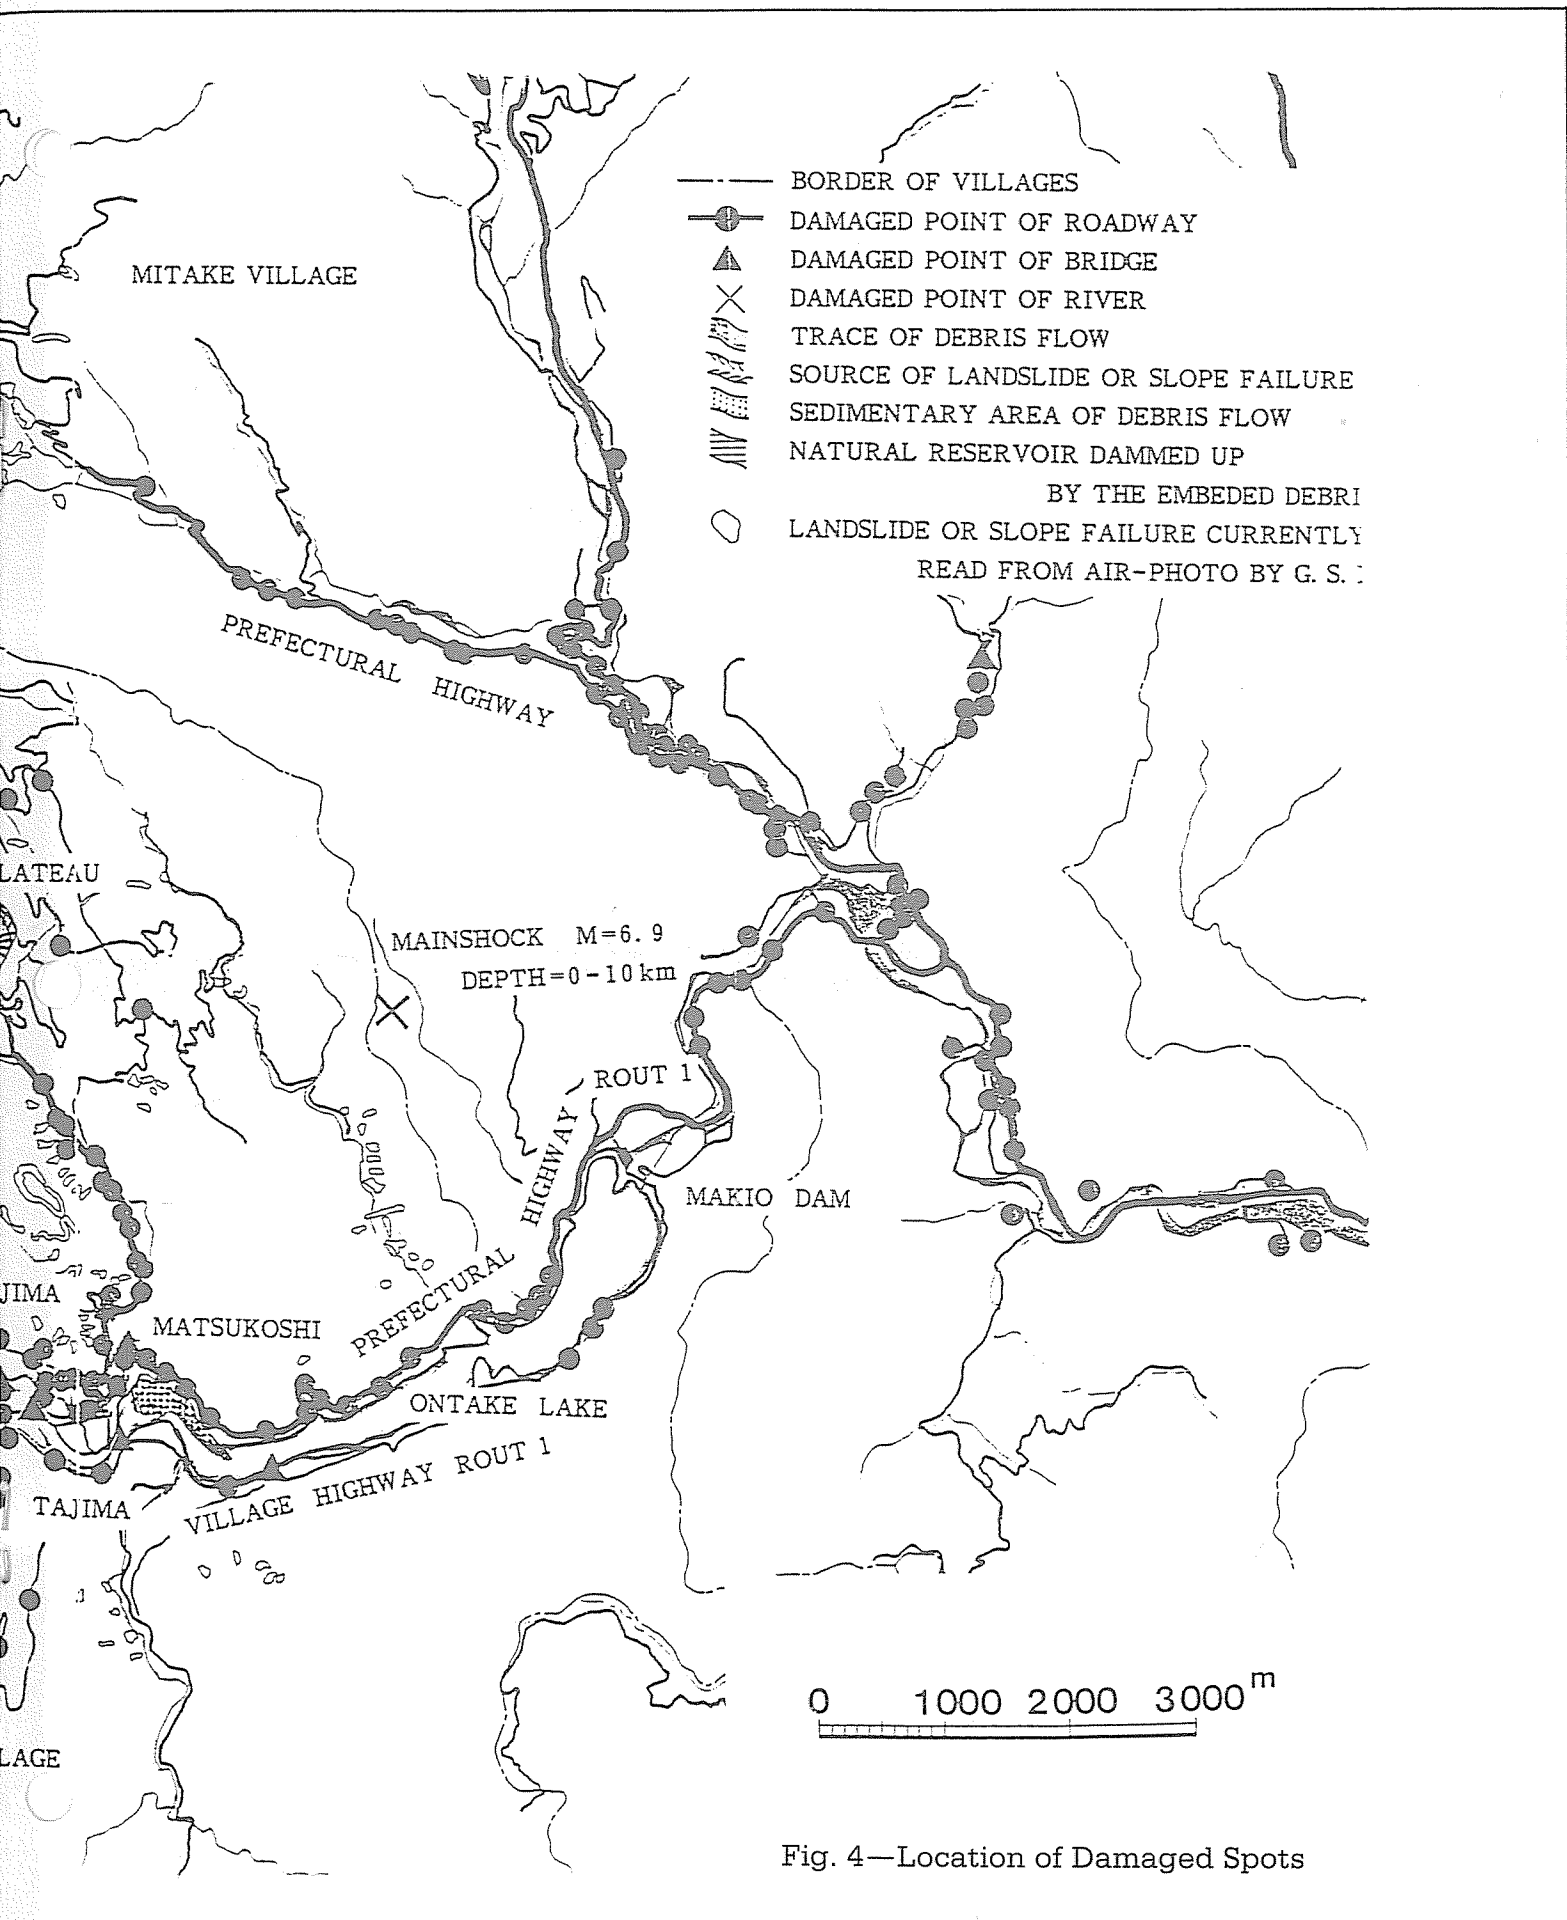 BORDER OF VILLAGES
DAMAGED POINT OF ROADWAY
DAMAGED POINT OF BRIDGE
DAMAGED POINT OF RIVER
TRACE OF DEBRIS FLOW
SOURCE OF LANDSLIDE OR SLOPE FAILURE
SEDIMENTARY AREA OF DEBRIS FLOW
NATURAL RESERVOIR DAMMED UP
BY THE EMBEDED DEBRI
LANDSLIDE OR SLOPE FAILURE CURRENTLY
READ FROM AIR-PHOTO BY G. S.
MITAKE VILLAGE
PREFECTURAL HIGHWAY
LATEAU
MAINSHOCK M=6.9
DEPTH=0-10km
ROUT 1
HIGHWAY
PREFECTURAL
MAKIO DAM
JIMA
MATSUKOSHI
ONTAKE LAKE
VILLAGE HIGHWAY ROUT 1
TAJIMA
LAGE
0 1000 2000 3000 m
Fig. 4—Location of Damaged Spots